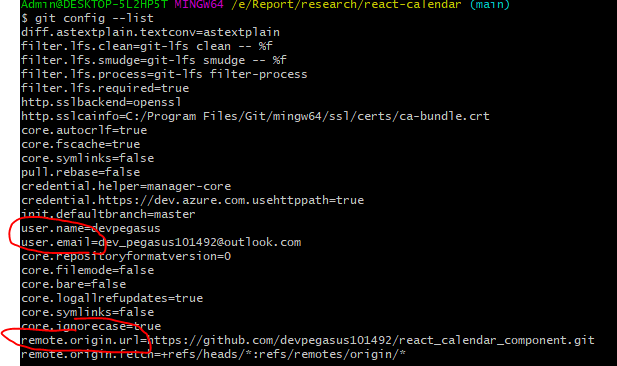 Admin@DESKTOP-5L2HP5T MINGW64 /e/Report/research/react-calendar (main)
$ git config --list
diff.astextplain.textconv=astextplain
filter.lfs.clean=git-lfs clean -- %f
filter.lfs.smudge=git-lfs smudge -- %f
filter.lfs.process=git-lfs filter-process
filter.lfs.required=true
http.sslbackend=openssl
http.sslcainfo=C:/Program Files/Git/mingw64/ssl/certs/ca-bundle.crt
core.autocrlf=true
core.fscache=true
core.symlinks=false
pull.rebase=false
credential.helper=manager-core
credential.https://dev.azure.com.usehttppath=true
init.defaultbranch=master
user.name=devpegasus
user.email=dev_pegasus101492@outlook.com
core.repositoryformatversion=0
core.filemode=false
core.bare=false
core.logallrefupdates=true
core.symlinks=false
core.ignorecase=true
remote.origin.url=https://github.com/devpegasus101492/react_calendar_component.git
remote.origin.fetch=+refs/heads/*:refs/remotes/origin/*